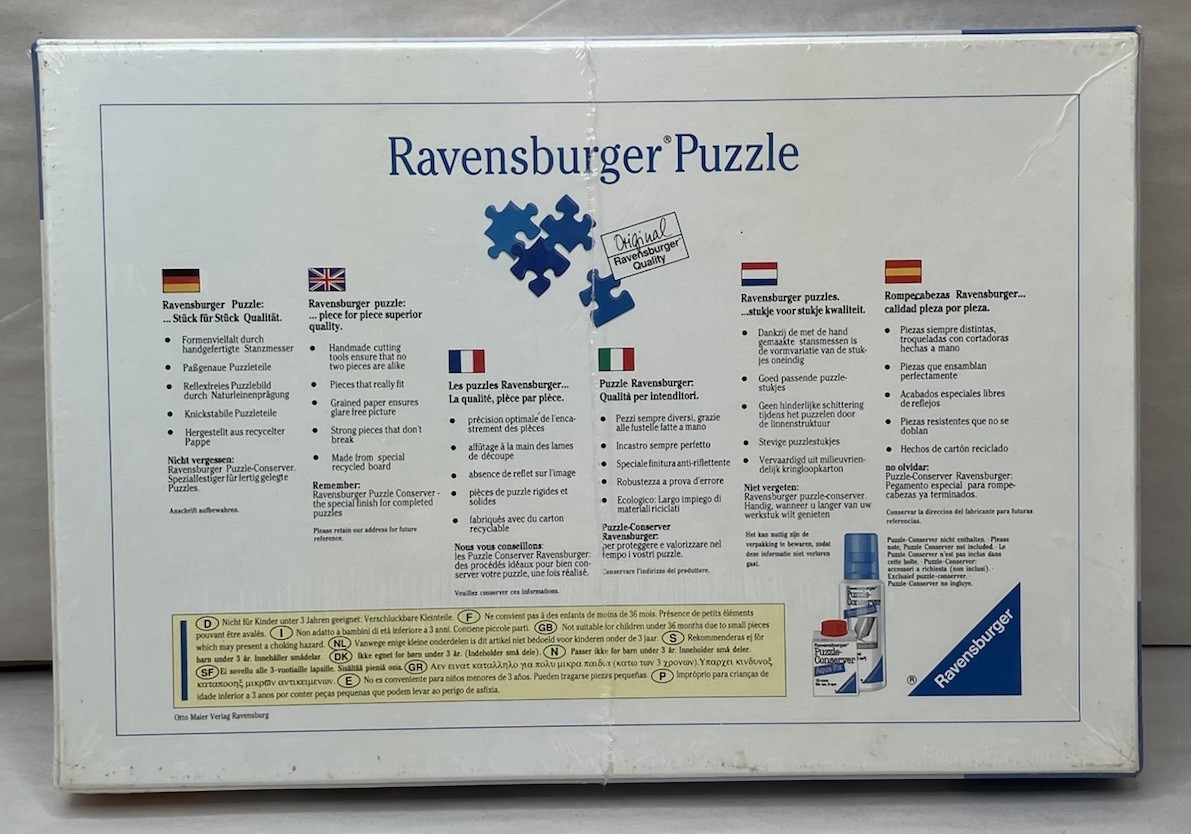 Ravensburger® Puzzle
Original
Ravensburger
Quality
Ravensburger Puzzle:
... Stück für Stück Qualität.
• Formenvielfalt durch
handgefertigte Stanzmesser
• Paßgenaue Puzzleteile
• Reflexfreies Puzzlebild
durch Naturleinenprägung
• Knickstabile Puzzleteile
• Hergestellt aus recycelter
Pappe
Nicht vergessen:
Ravensburger Puzzle-Conserver.
Spezialfestiger für fertig gelegte
Puzzles.
Anschrift aufbewahren.
Ravensburger puzzle:
... piece for piece superior
quality.
• Handmade cutting
tools ensure that no
two pieces are alike
• Pieces that really fit
• Grained paper ensures
glare free picture
• Strong pieces that don't
break
• Made from special
recycled board
Remember:
Ravensburger Puzzle Conserver -
the special finish for completed
puzzles
Please retain our address for future
reference.
Les puzzles Ravensburger...
La qualité, pièce par pièce.
• précision optimale de l'enca-
strement des pièces
• affûtage à la main des lames
de découpe
• absence de reflet sur l'image
• pièces de puzzle rigides et
solides
• fabriqués avec du carton
recyclable
Nous vous conseillons:
les Puzzle Conserver Ravensburger:
des procédés idéaux pour bien con-
server votre puzzle, une fois réalisé.
Veuillez conserver ces informations.
Puzzle Ravensburger:
Qualità per intenditori.
• Pezzi sempre diversi, grazie
alle fustelle fatte a mano
• Incastro sempre perfetto
• Speciale finitura anti-riflettente
• Robustezza a prova d'errore
• Ecologico: Largo impiego di
materiali riciclati
Puzzle-Conserver
Ravensburger:
per proteggere e valorizzare nel
tempo i vostri puzzle.
Conservare l'indirizzo del produttore.
Ravensburger puzzles.
...stukje voor stukje kwaliteit.
• Dankzij de met de hand
gemaakte stansmessen is
de vormvariatie van de stuk-
jes oneindig
• Goed passende puzzle-
stukjes
• Geen hinderlijke schittering
tijdens het puzzelen door
de linnenstruktuur
• Stevige puzzlestukjes
• Vervaardigd uit milieuvrien-
delijk kringloopkarton
Niet vergeten:
Ravensburger puzzle-conserver.
Handig, wanneer u langer van uw
werkstuk wilt genieten
Het kan nuttig zijn de
verpakking te bewaren, zodat
deze informatie niet verloren
gaat.
Rompecabezas Ravensburger...
calidad pieza por pieza.
• Piezas siempre distintas,
troqueladas con cortadoras
hechas a mano
• Piezas que ensamblan
perfectamente
• Acabados especiales libres
de reflejos
• Piezas resistentes que no se
doblan
• Hechos de cartón reciclado
no olvidar:
Puzzle-Conserver Ravensburger:
Pegamento especial para rompe-
cabezas ya terminados.
Conservar la direccion del fabricante para futuras
referencias.
Puzzle-Conserver nicht enthalten. · Please
note, Puzzle Conserver not included. · Le
Puzzle Conserver n'est pas inclus dans
cette boîte. · Puzzle-Conserver:
accessori a richiesta (non inclusi). ·
Exclusief puzzle-conserver. ·
Puzzle-Conserver no incluye.
D Nicht für Kinder unter 3 Jahren geeignet: Verschluckbare Kleinteile. F Ne convient pas à des enfants de moins de 36 mois. Présence de petits éléments
pouvant être avalés. I Non adatto a bambini di età inferiore a 3 anni. Contiene piccole parti. GB Not suitable for children under 36 months due to small pieces
which may present a choking hazard. NL Vanwege enige kleine onderdelen is dit artikel niet bedoeld voor kinderen onder de 3 jaar. S Rekommenderas ej för
barn under 3 år. Innehåller smådelar. DK Ikke egnet for børn under 3 år. (Indeholder små dele). N Passer ikke for barn under 3 år. Inneholder små deler.
SF Ei sovellu alle 3-vuotiaille lapsille. Sisältää pieniä osia. GR Δεν ειναι καταλληλο για πολυ μικρα παιδια (κατω των 3 χρονων). Υπαρχει κινδυνος
καταποσης μικρων αντικειμενων. E No es conveniente para niños menores de 3 años. Pueden tragarse piezas pequeñas. P Impróprio para crianças de
idade inferior a 3 anos por conter peças pequenas que podem levar ao perigo de asfixia.
Otto Maier Verlag Ravensburg
Puzzle-
Conserver
Ravensburger
Puzzle-
Conserver
Aqua Fix
® Ravensburger